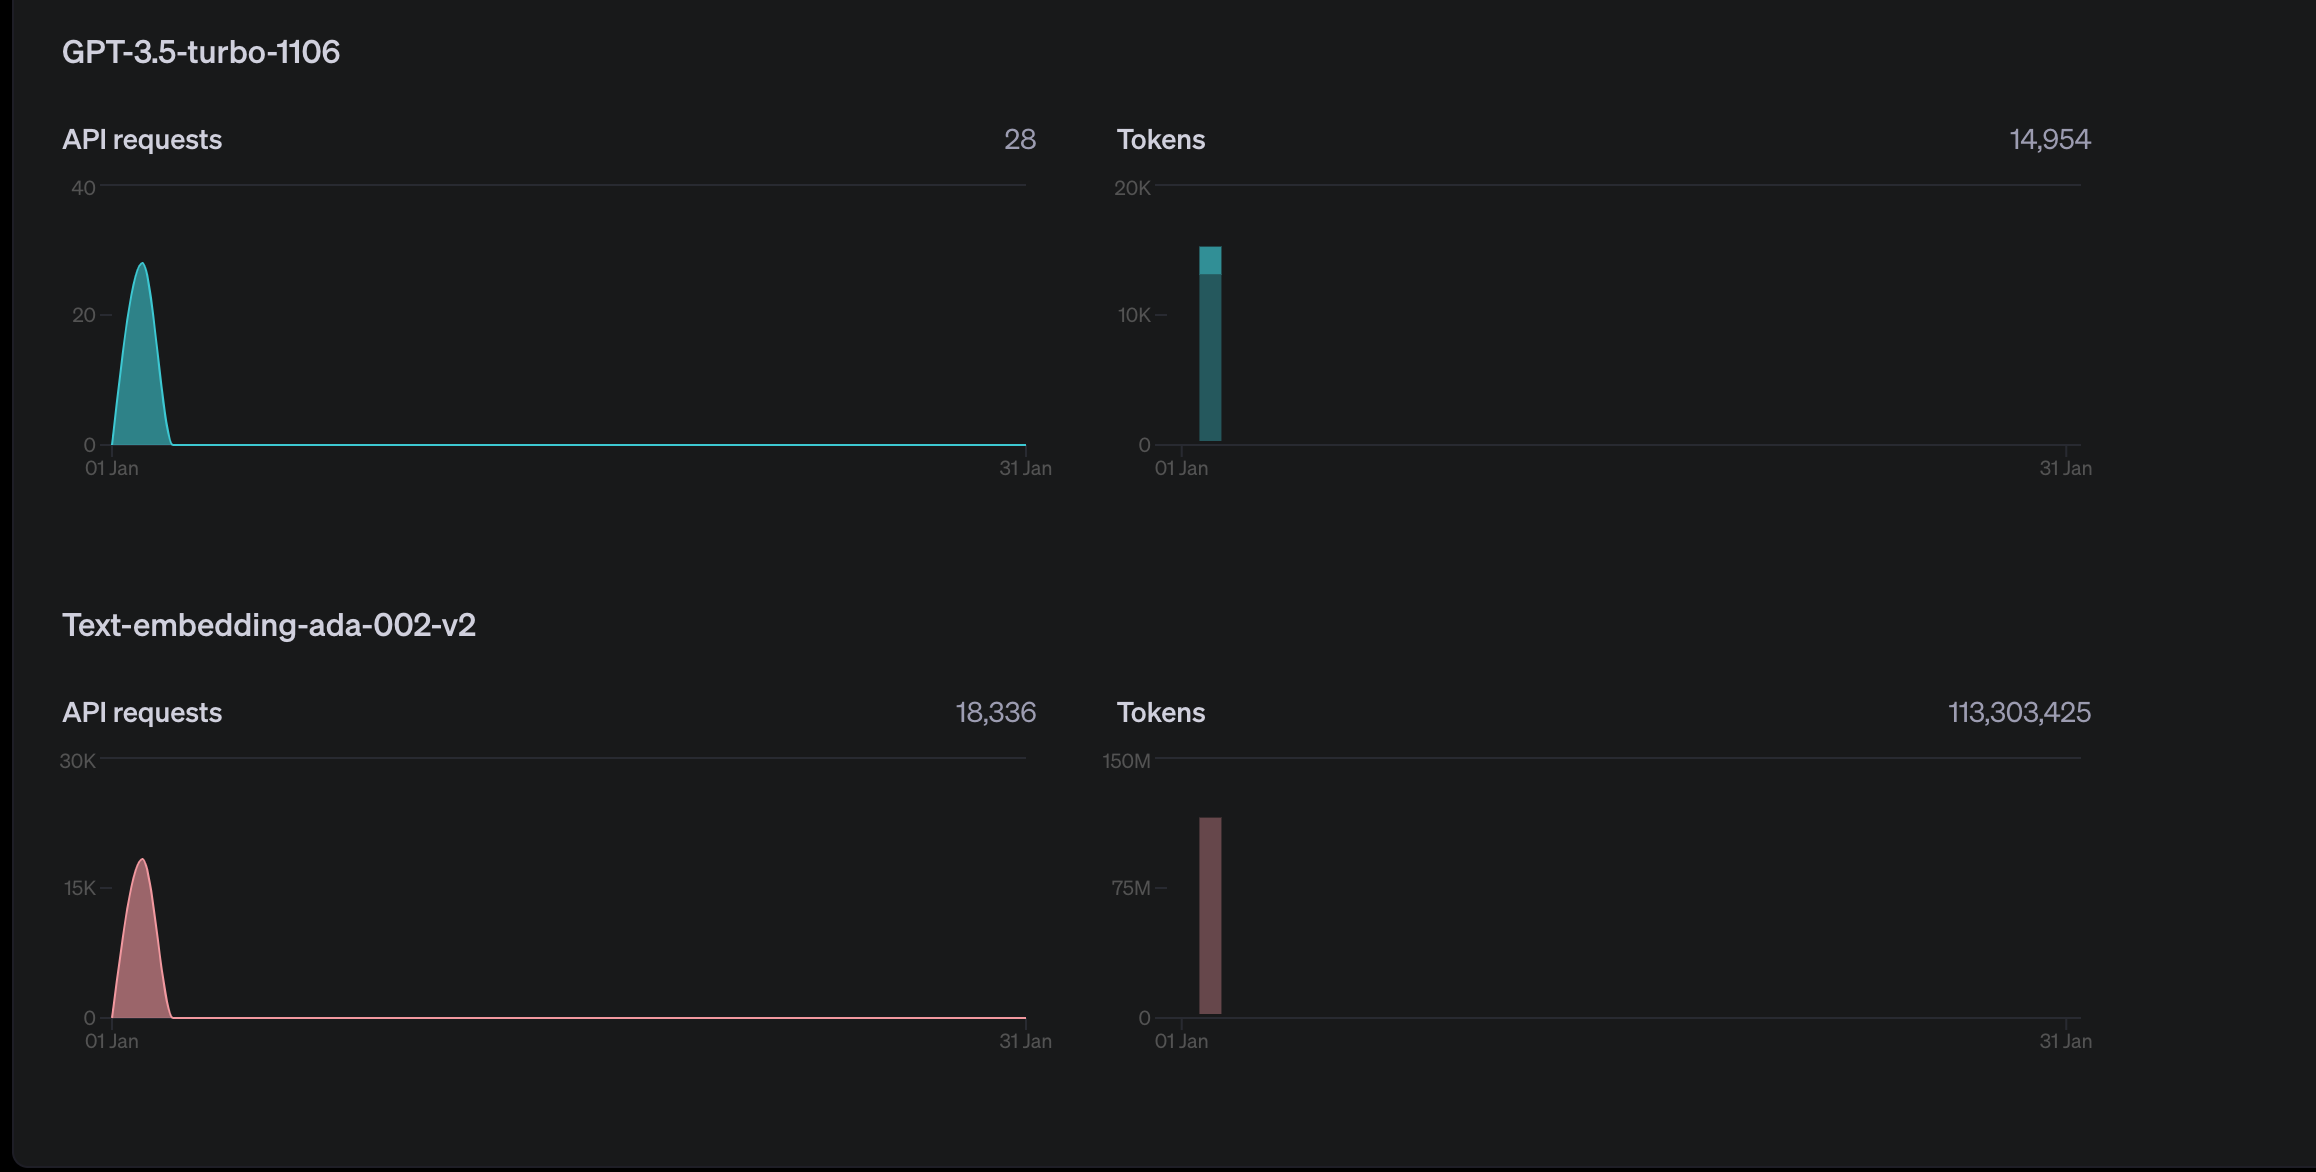 GPT-3.5-turbo-1106
API requests 28
40
20
0
01 Jan 31 Jan
Tokens 14,954
20K
10K
0
01 Jan 31 Jan
Text-embedding-ada-002-v2
API requests 18,336
30K
15K
0
01 Jan 31 Jan
Tokens 113,303,425
150M
75M
0
01 Jan 31 Jan